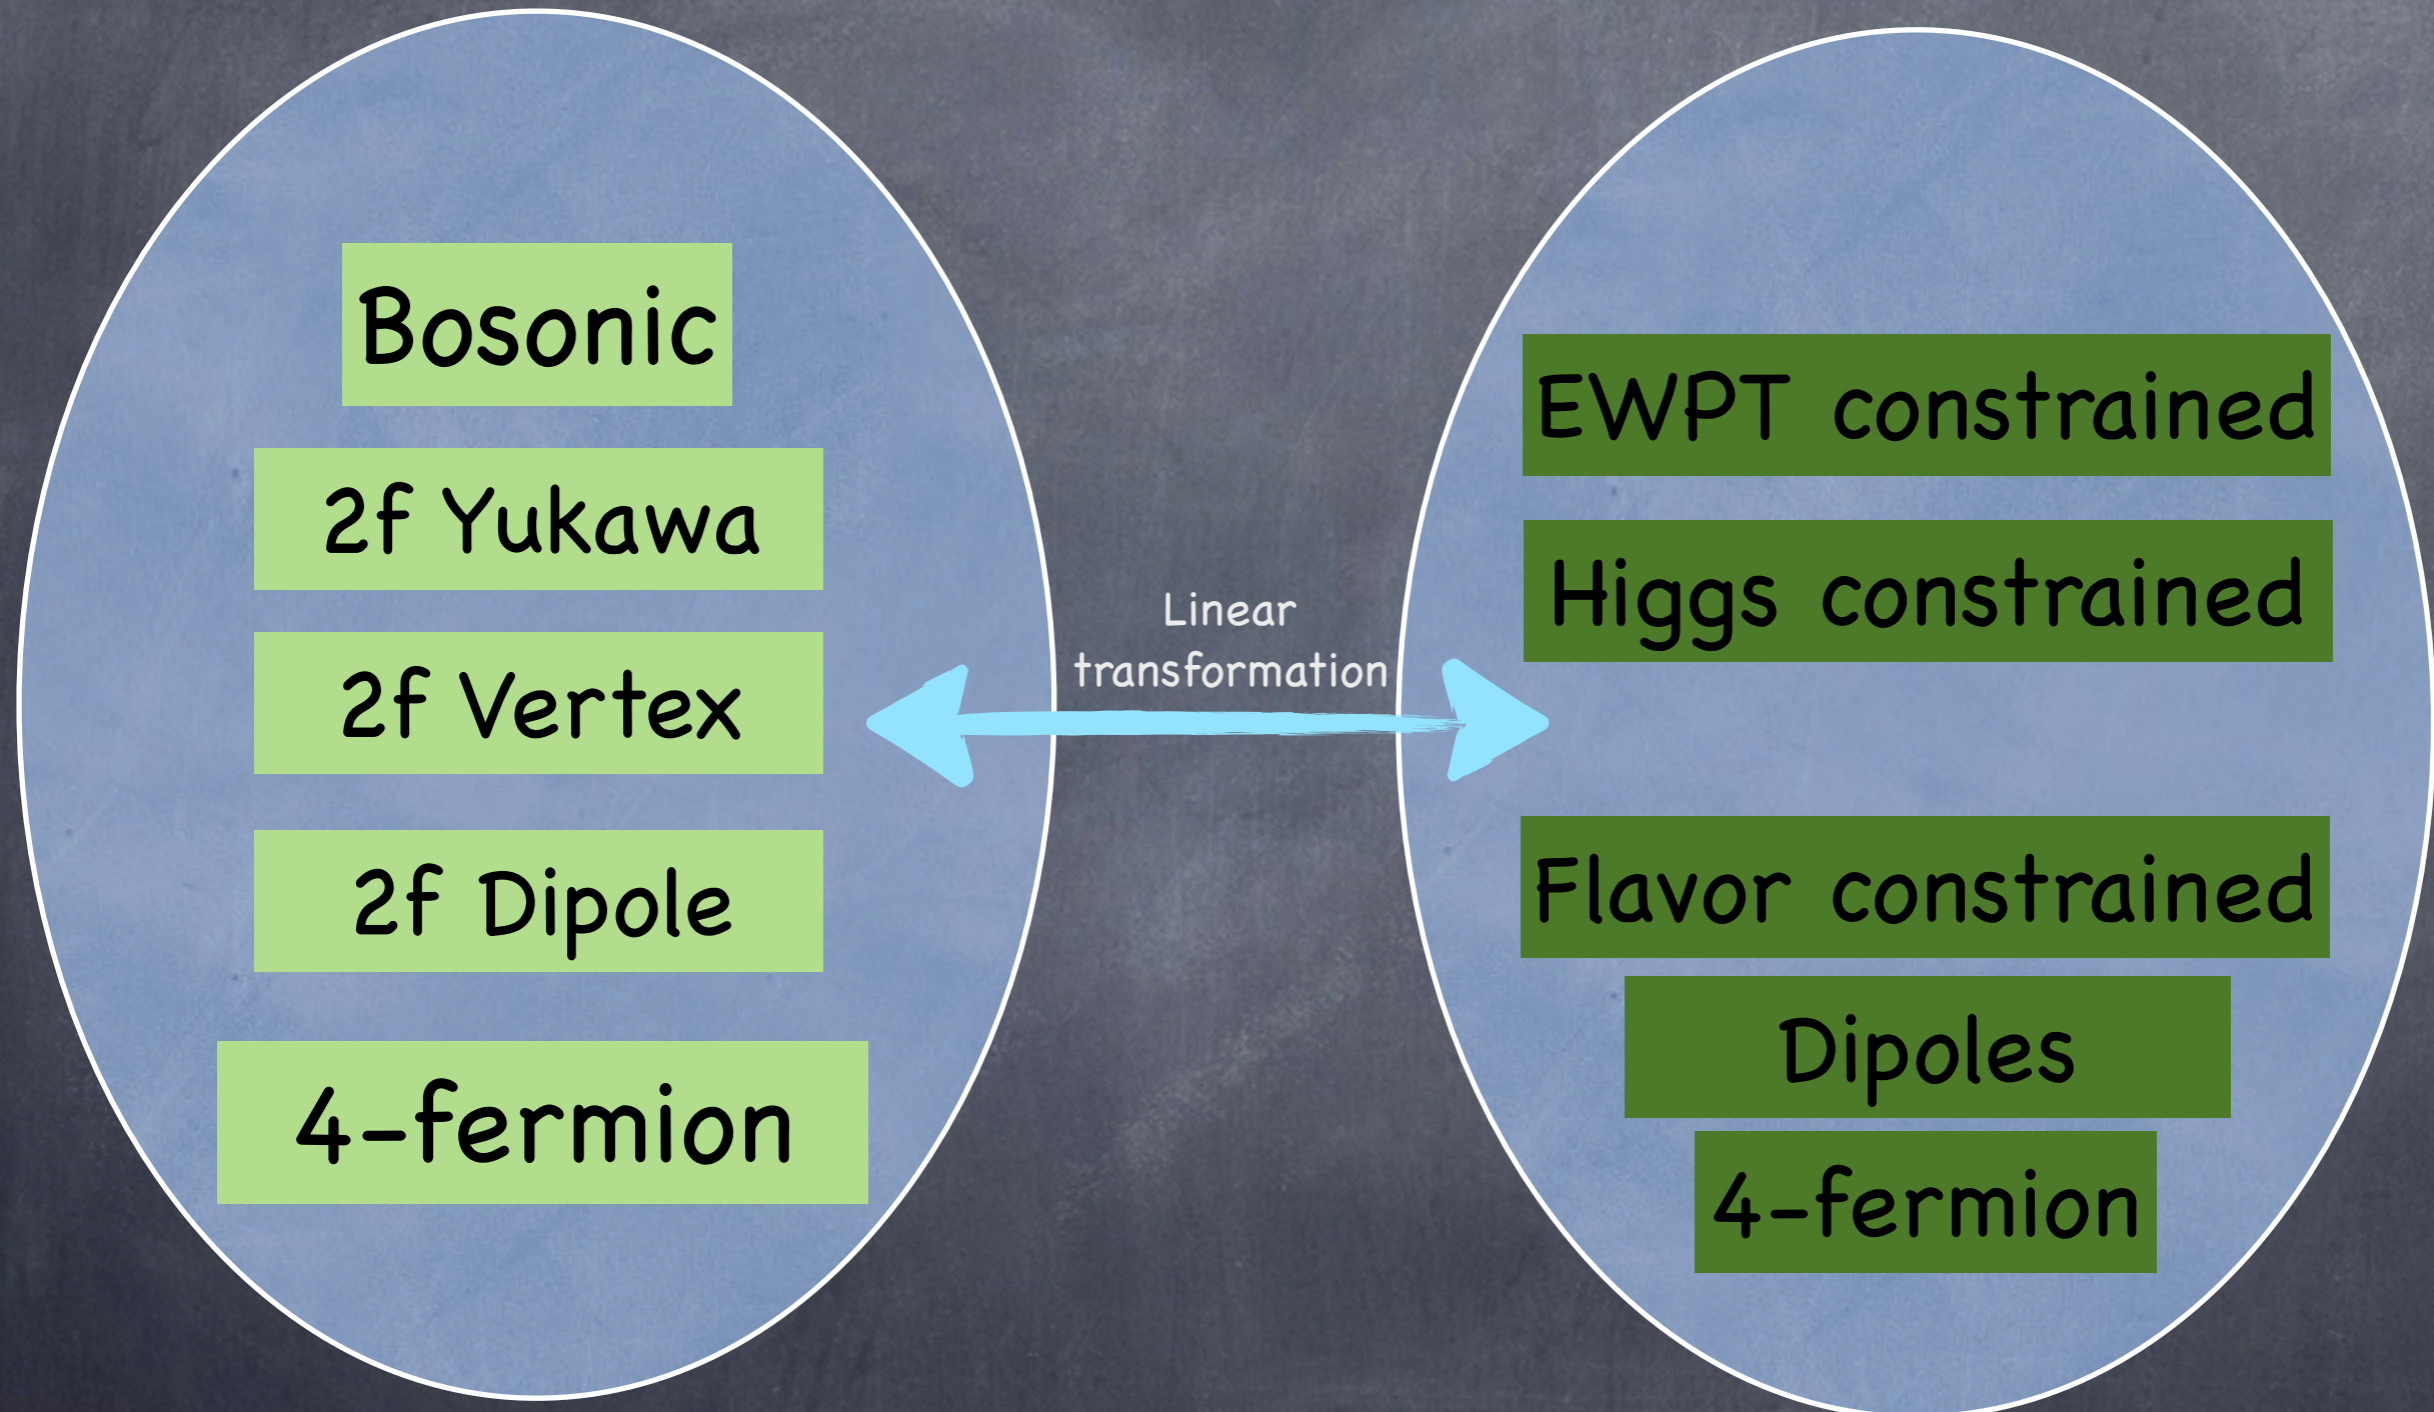 Bosonic
2f Yukawa
2f Vertex
2f Dipole
4-fermion
Linear
transformation
EWPT constrained
Higgs constrained
Flavor constrained
Dipoles
4-fermion